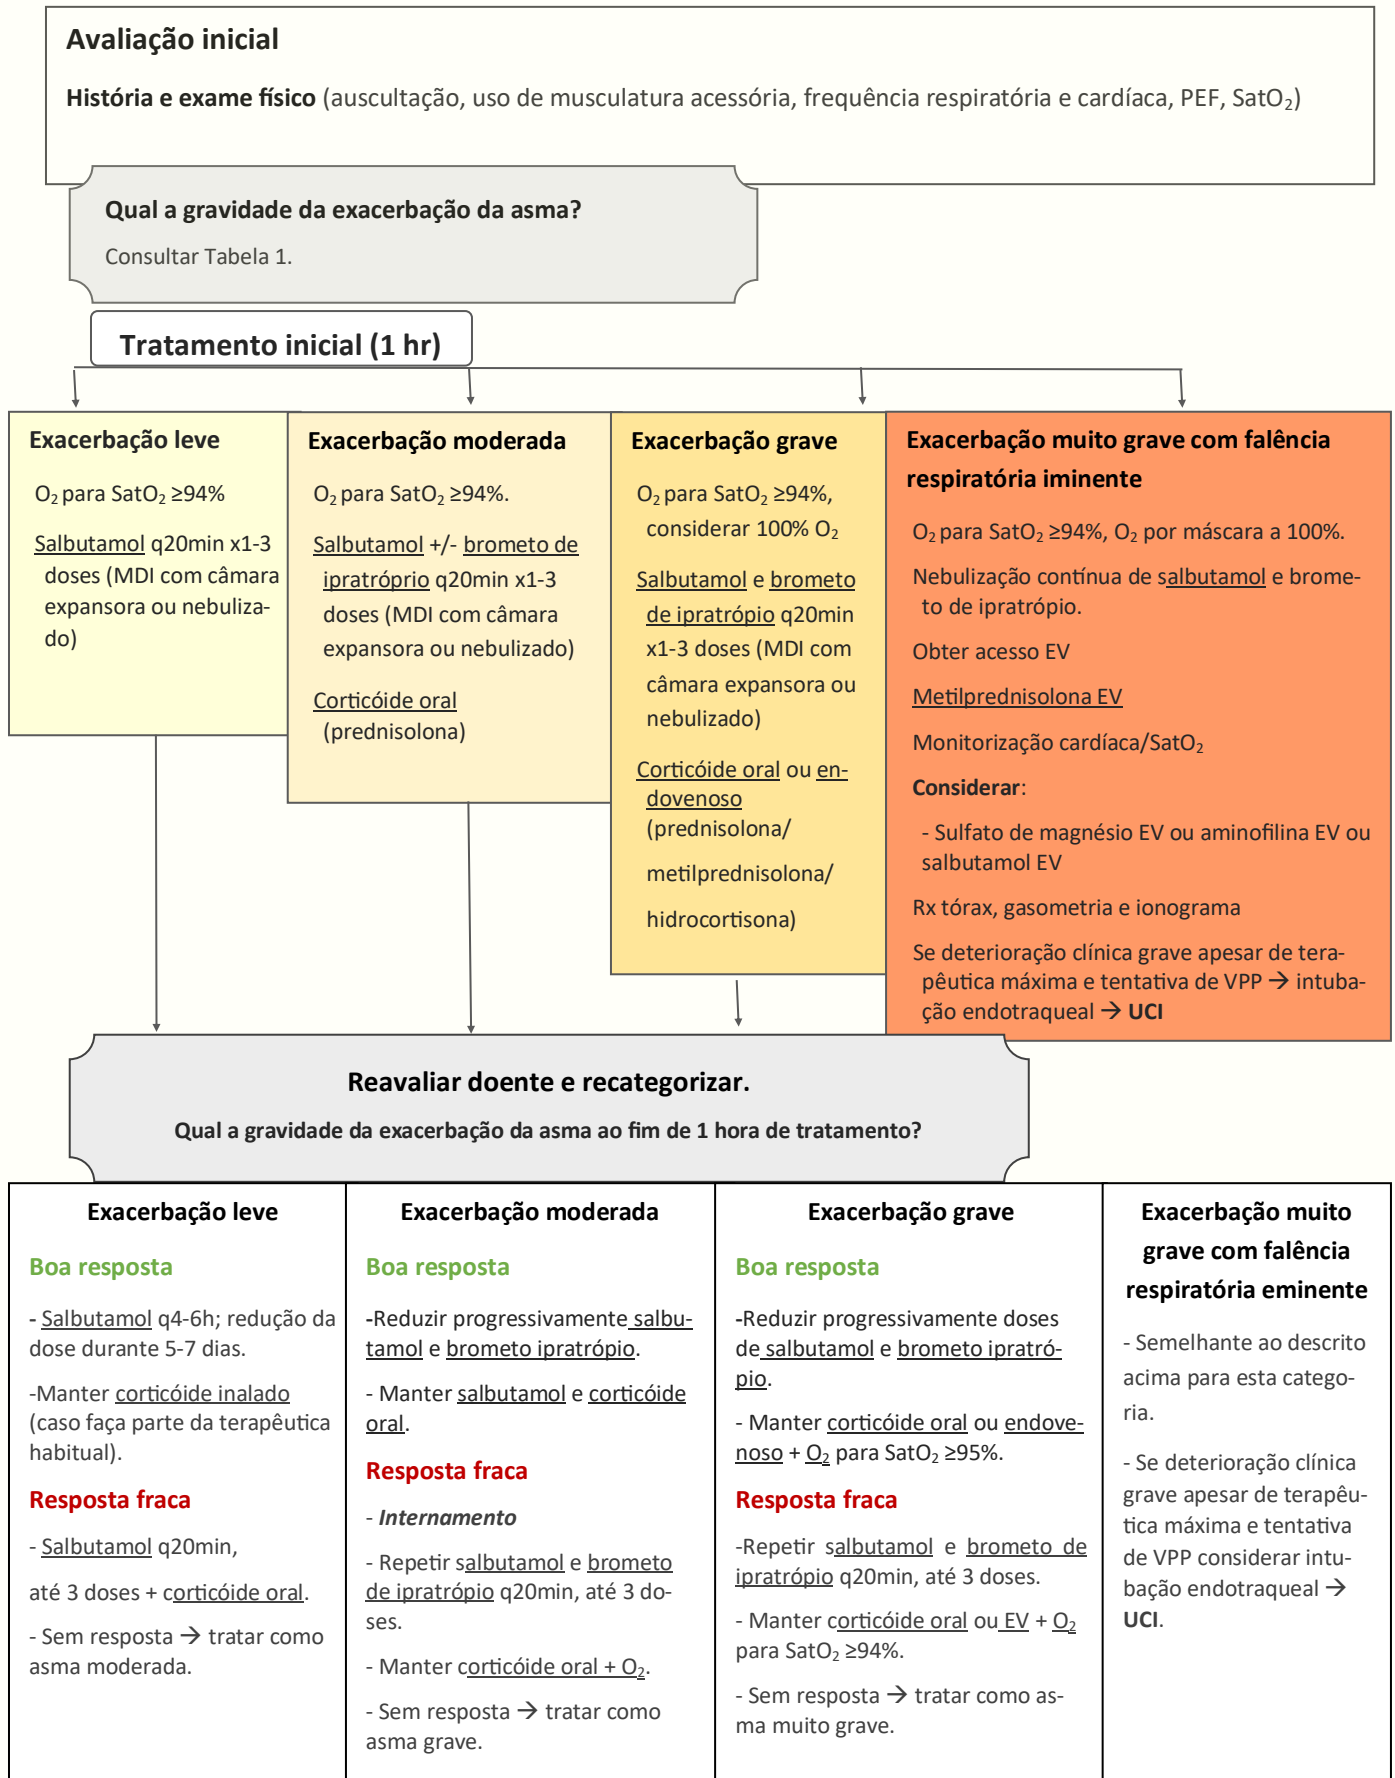 Avaliação inicial
História e exame físico (auscultação, uso de musculatura acessória, frequência respiratória e cardíaca, PEF, SatO₂)
Qual a gravidade da exacerbação da asma?
Consultar Tabela 1.
Tratamento inicial (1 hr)
Exacerbação leve
O₂ para SatO₂ ≥94%
Salbutamol q20min x1-3
doses (MDI com câmara
expansora ou nebuliza-
do)
Exacerbação moderada
O₂ para SatO₂ ≥94%.
Salbutamol +/- brometo de
ipratróprio q20min x1-3
doses (MDI com câmara
expansora ou nebulizado)
Corticóide oral
(prednisolona)
Exacerbação grave
O₂ para SatO₂ ≥94%,
considerar 100% O₂
Salbutamol e brometo
de ipratrópio q20min
x1-3 doses (MDI com
câmara expansora ou
nebulizado)
Corticóide oral ou en-
dovenoso
(prednisolona/
metilprednisolona/
hidrocortisona)
Exacerbação muito grave com falência
respiratória iminente
O₂ para SatO₂ ≥94%, O₂ por máscara a 100%.
Nebulização contínua de salbutamol e brome-
to de ipratrópio.
Obter acesso EV
Metilprednisolona EV
Monitorização cardíaca/SatO₂
Considerar:
- Sulfato de magnésio EV ou aminofilina EV ou
salbutamol EV
Rx tórax, gasometria e ionograma
Se deterioração clínica grave apesar de tera-
pêutica máxima e tentativa de VPP → intuba-
ção endotraqueal → UCI
Reavaliar doente e recategorizar.
Qual a gravidade da exacerbação da asma ao fim de 1 hora de tratamento?
Exacerbação leve
Boa resposta
- Salbutamol q4-6h; redução da
dose durante 5-7 dias.
-Manter corticóide inalado
(caso faça parte da terapêutica
habitual).
Resposta fraca
- Salbutamol q20min,
até 3 doses + corticóide oral.
- Sem resposta → tratar como
asma moderada.
Exacerbação moderada
Boa resposta
-Reduzir progressivamente salbu-
tamol e brometo ipratrópio.
- Manter salbutamol e corticóide
oral.
Resposta fraca
- Internamento
- Repetir salbutamol e brometo
de ipratrópio q20min, até 3 do-
ses.
- Manter corticóide oral + O₂.
- Sem resposta → tratar como
asma grave.
Exacerbação grave
Boa resposta
-Reduzir progressivamente doses
de salbutamol e brometo ipratró-
pio.
- Manter corticóide oral ou endove-
noso + O₂ para SatO₂ ≥95%.
Resposta fraca
-Repetir salbutamol e brometo de
ipratrópio q20min, até 3 doses.
- Manter corticóide oral ou EV + O₂
para SatO₂ ≥94%.
- Sem resposta → tratar como as-
ma muito grave.
Exacerbação muito
grave com falência
respiratória eminente
- Semelhante ao descrito
acima para esta catego-
ria.
- Se deterioração clínica
grave apesar de terapêu-
tica máxima e tentativa
de VPP considerar intu-
bação endotraqueal →
UCI.